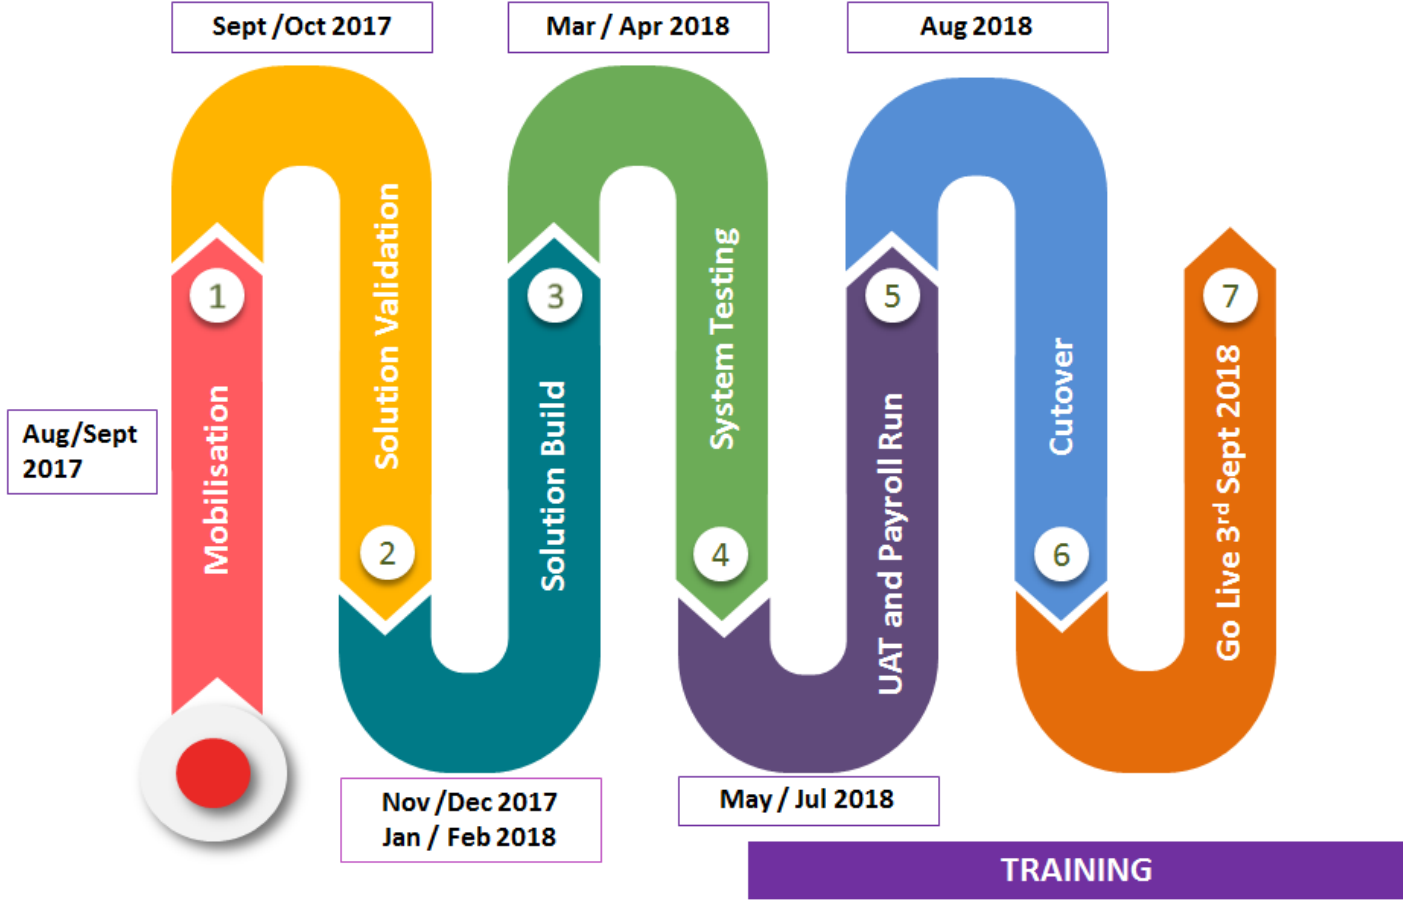 Sept /Oct 2017
Mar / Apr 2018
Aug 2018
Aug/Sept
2017
1
Mobilisation
Solution Validation
2
3
Solution Build
System Testing
4
5
UAT and Payroll Run
Cutover
6
7
Go Live 3rd Sept 2018
Nov /Dec 2017
Jan / Feb 2018
May / Jul 2018
TRAINING